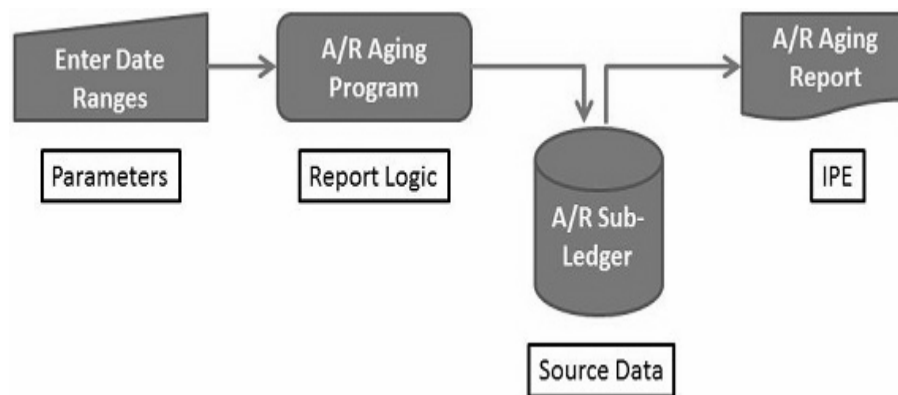 Enter Date
Ranges
A/R Aging
Program
A/R Aging
Report
Parameters
Report Logic
IPE
A/R Sub-
Ledger
Source Data